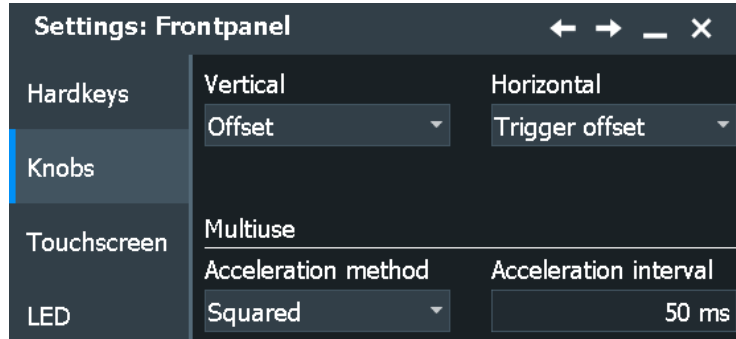 Settings: Frontpanel
Hardkeys
Knobs
Touchscreen
LED
Vertical
Horizontal
Offset
Trigger offset
Multiuse
Acceleration method
Acceleration interval
Squared
50 ms